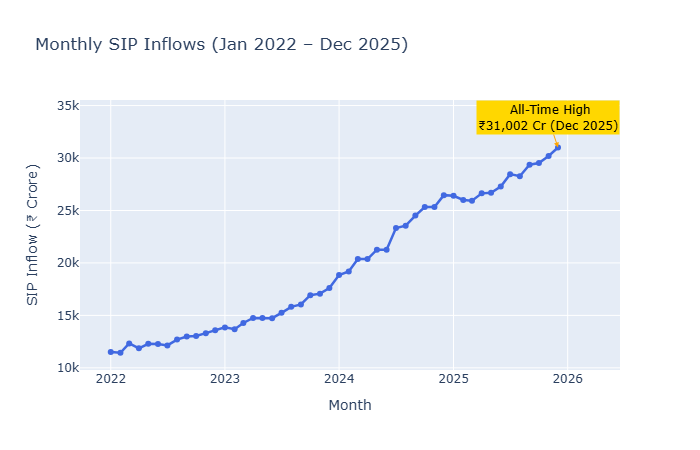 Monthly SIP Inflows (Jan 2022 – Dec 2025)
All-Time High
₹31,002 Cr (Dec 2025)
SIP Inflow (₹ Crore)
35k
30k
25k
20k
15k
10k
2022
2023
2024
2025
2026
Month